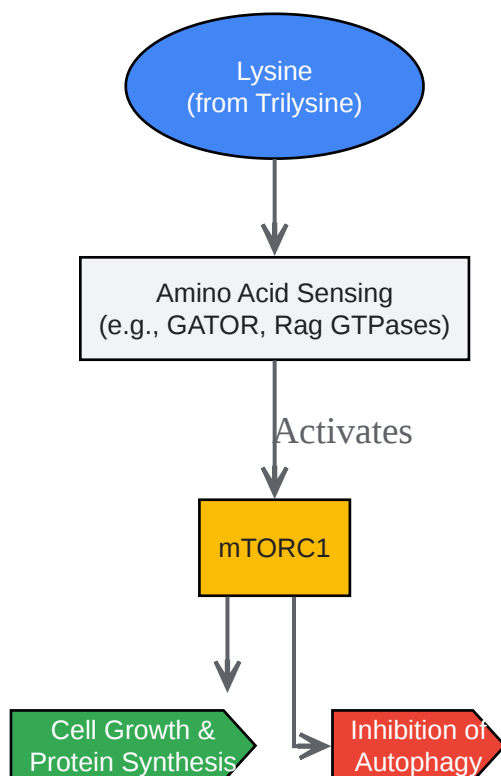 Lysine
(from Trilysine)
Amino Acid Sensing
(e.g., GATOR, Rag GTPases)
Activates
mTORC1
Cell Growth &
Protein Synthesis
Inhibition of
Autophagy